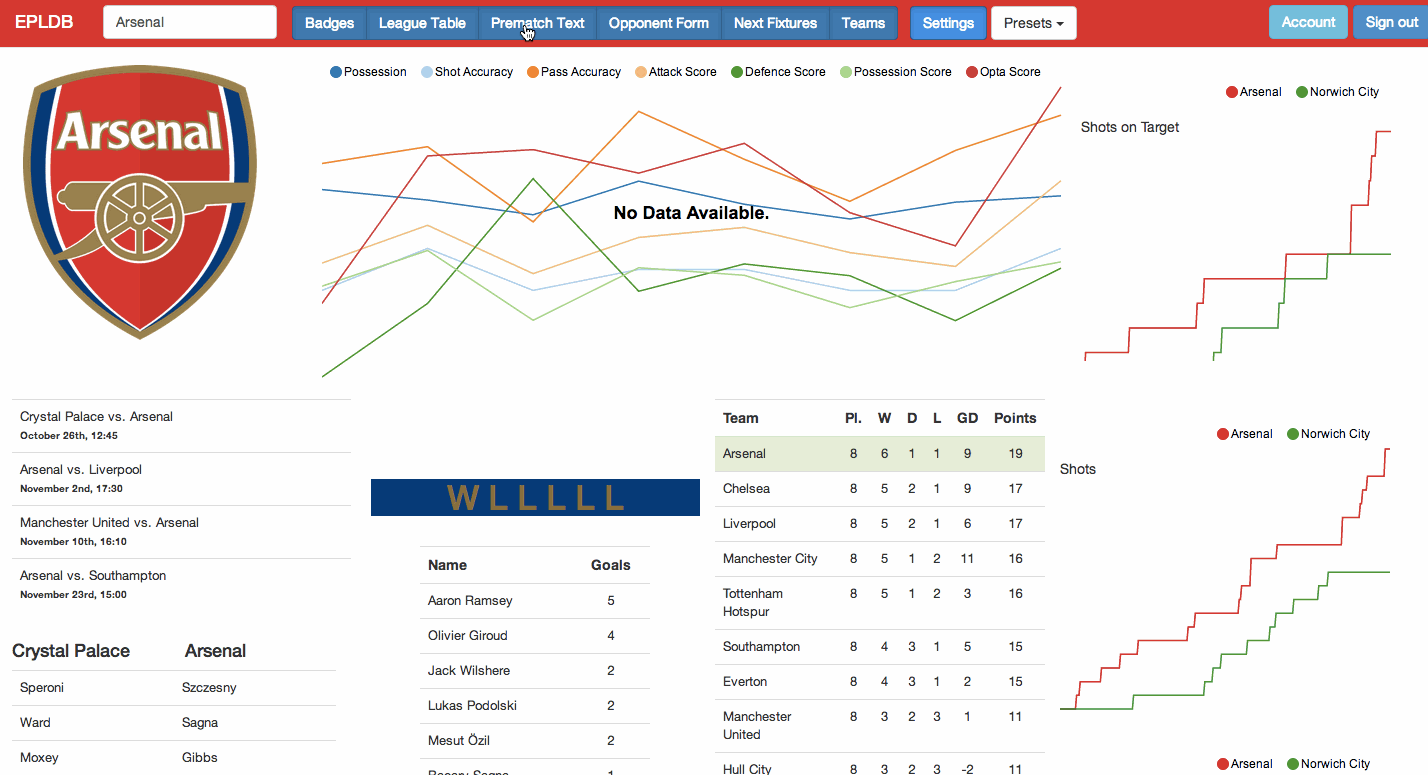 EPLDB Arsenal Badges League Table Prematch Text Opponent Form Next Fixtures Teams Settings Presets Account Sign out
Arsenal
Possession Shot Accuracy Pass Accuracy Attack Score Defence Score Possession Score Opta Score
No Data Available.
Arsenal Norwich City
Shots on Target
Crystal Palace vs. Arsenal
October 26th, 12:45
Arsenal vs. Liverpool
November 2nd, 17:30
Manchester United vs. Arsenal
November 10th, 16:10
Arsenal vs. Southampton
November 23rd, 15:00
Crystal Palace Arsenal
Speroni Szczesny
Ward Sagna
Moxey Gibbs
W L L L L L
Name Goals
Aaron Ramsey 5
Olivier Giroud 4
Jack Wilshere 2
Lukas Podolski 2
Mesut Özil 2
Bacary Sagna 1
Team Pl. W D L GD Points
Arsenal 8 6 1 1 9 19
Chelsea 8 5 2 1 9 17
Liverpool 8 5 2 1 6 17
Manchester City 8 5 1 2 11 16
Tottenham 8 5 1 2 3 16
Hotspur
Southampton 8 4 3 1 5 15
Everton 8 4 3 1 2 15
Manchester 8 3 2 3 1 11
United
Hull City 8 3 2 3 -2 11
Arsenal Norwich City
Shots
Arsenal Norwich City